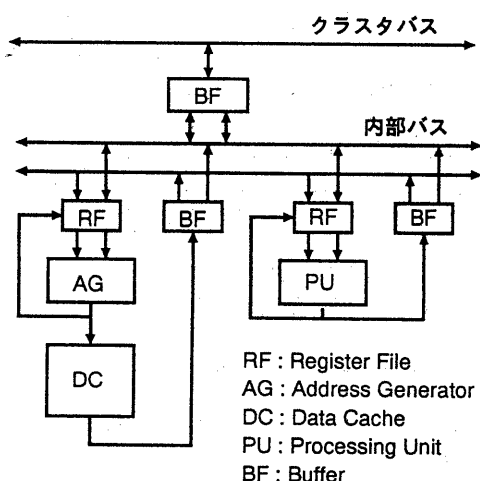 クラスタバス
BF
内部バス
RF
BF
RF
BF
AG
PU
DC
RF : Register File
AG : Address Generator
DC : Data Cache
PU : Processing Unit
BF : Buffer